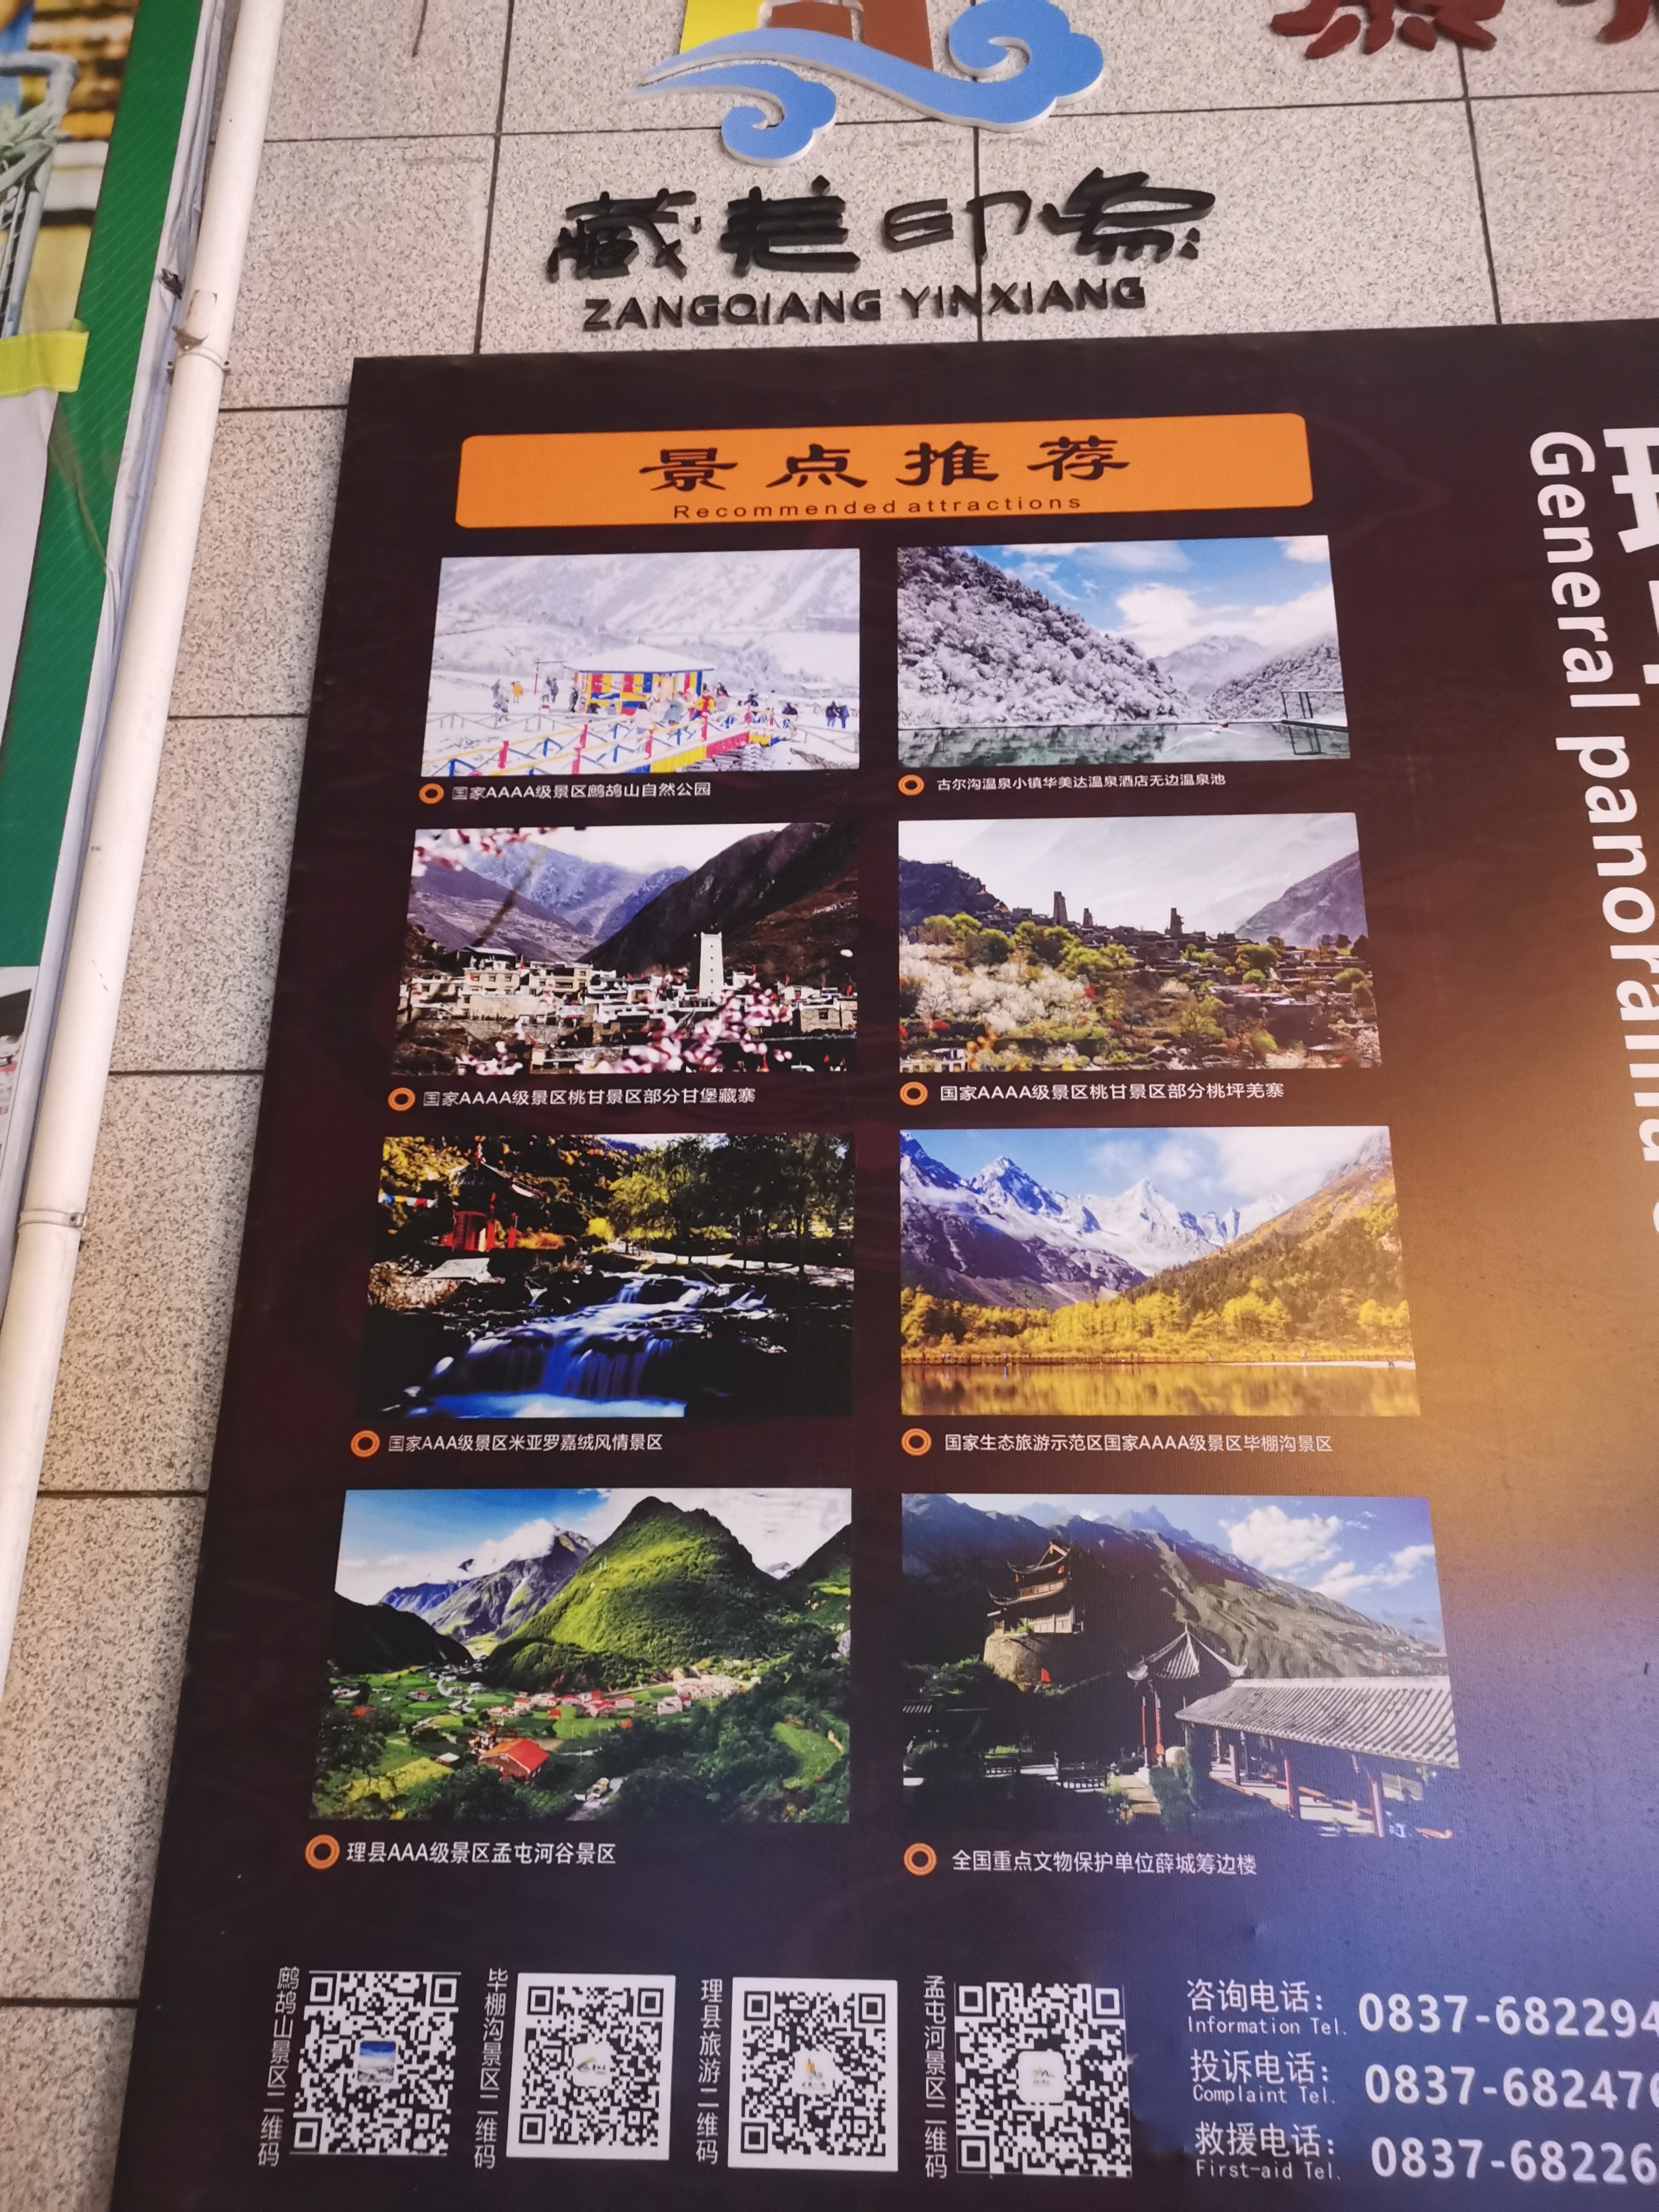 藏羌印象
ZANGQIANG YINXIANG
景点推荐
Recommended attractions
国家AAAA级景区鹧鸪山自然公园
古尔沟温泉小镇华美达温泉酒店无边温泉池
国家AAAA级景区桃甘景区部分甘堡藏寨
国家AAAA级景区桃甘景区部分桃坪羌寨
国家AAA级景区米亚罗嘉绒风情景区
国家生态旅游示范区国家AAAA级景区毕棚沟景区
理县AAA级景区孟屯河谷景区
全国重点文物保护单位薛城筹边楼
鹧鸪山景区二维码
毕棚沟景区二维码
理县旅游二维码
孟屯河景区二维码
咨询电话：
Information Tel.
0837-682294
投诉电话：
Complaint Tel.
0837-68247
救援电话：
First-aid Tel.
0837-68226
General panorama